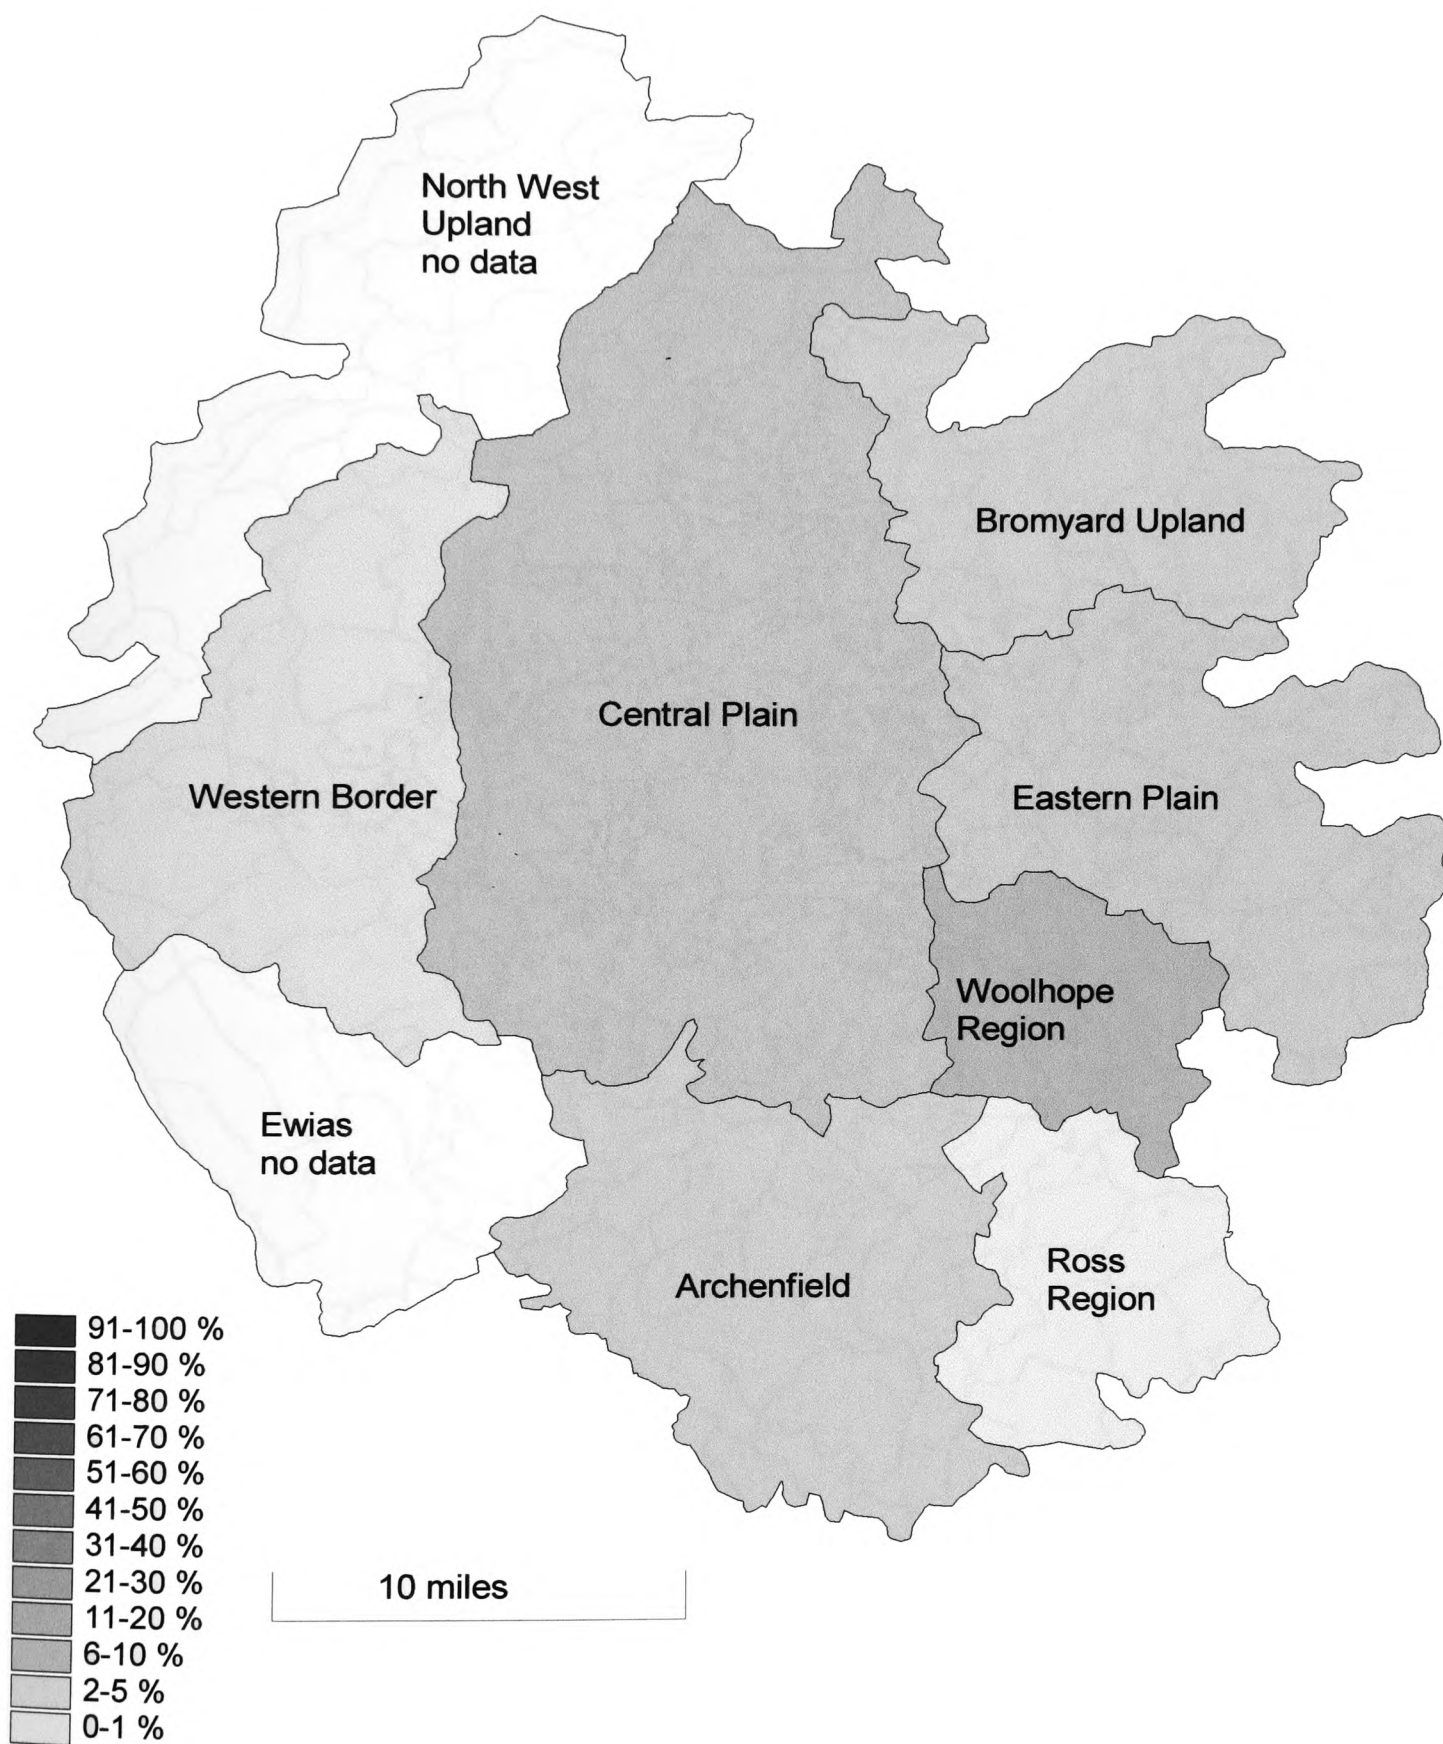 North West
Upland
no data
Bromyard Upland
Central Plain
Western Border
Eastern Plain
Woolhope
Region
Ewias
no data
Archenfield
Ross
Region
91-100 %
81-90 %
71-80 %
61-70 %
51-60 %
41-50 %
31-40 %
21-30 %
11-20 %
6-10 %
2-5 %
0-1 %
10 miles